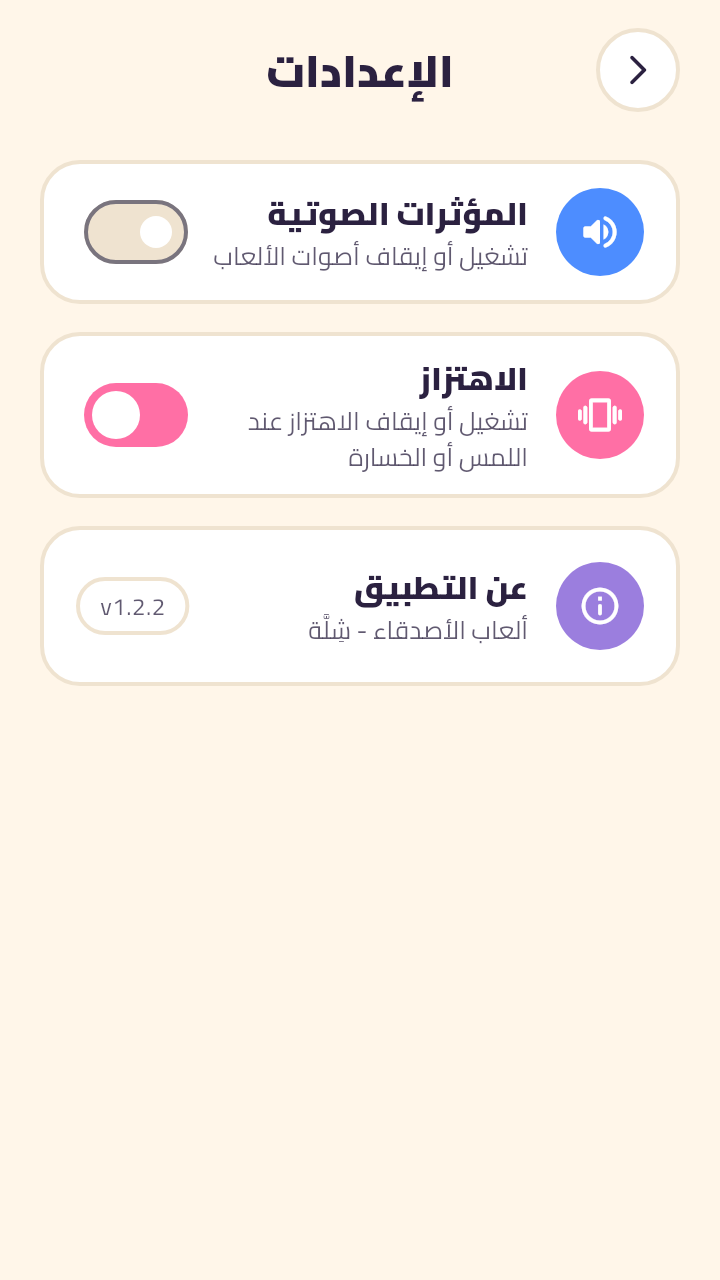 الإعدادات
المؤثرات الصوتية
تشغيل أو إيقاف أصوات الألعاب
الاهتزاز
تشغيل أو إيقاف الاهتزاز عند
اللمس أو الخسارة
عن التطبيق
ألعاب الأصدقاء - شِلَّة
v1.2.2